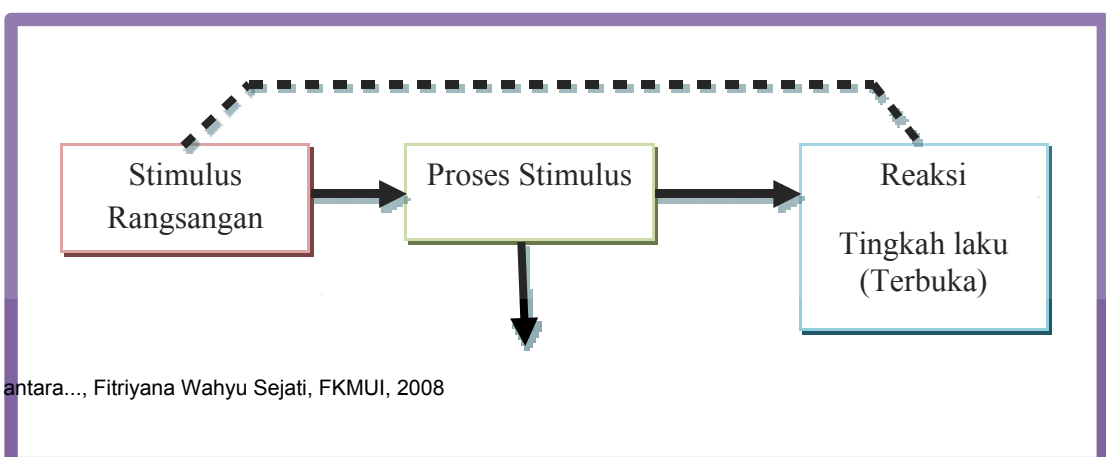 Stimulus
Rangsangan
Proses Stimulus
Reaksi
Tingkah laku
(Terbuka)
antara..., Fitriyana Wahyu Sejati, FKMUI, 2008